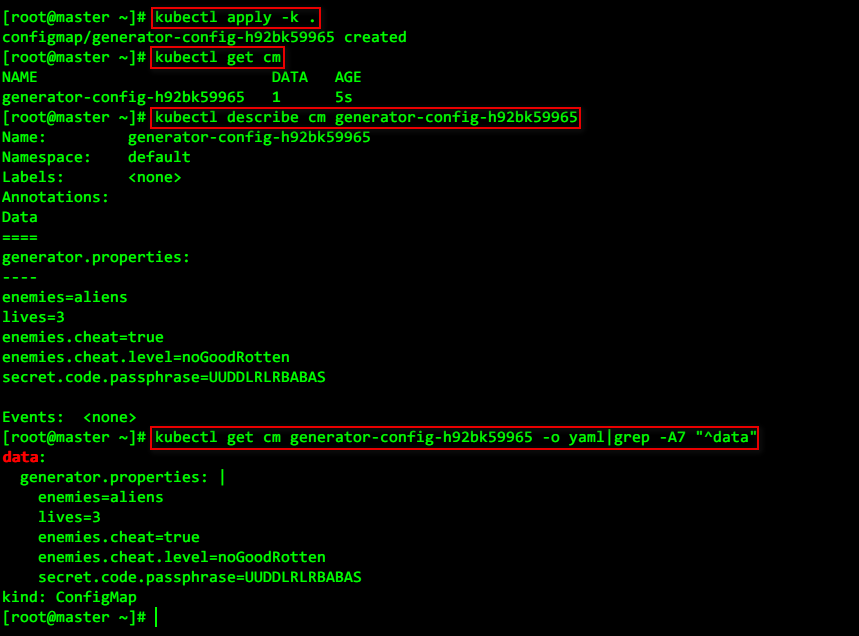 [root@master ~]# kubectl apply -k .
configmap/generator-config-h92bk59965 created
[root@master ~]# kubectl get cm
NAME                          DATA   AGE
generator-config-h92bk59965   1      5s
[root@master ~]# kubectl describe cm generator-config-h92bk59965
Name:         generator-config-h92bk59965
Namespace:    default
Labels:       <none>
Annotations:
Data
====
generator.properties:
----
enemies=aliens
lives=3
enemies.cheat=true
enemies.cheat.level=noGoodRotten
secret.code.passphrase=UUDDLRLRBABAS

Events:  <none>
[root@master ~]# kubectl get cm generator-config-h92bk59965 -o yaml|grep -A7 "^data"
data:
  generator.properties: |
    enemies=aliens
    lives=3
    enemies.cheat=true
    enemies.cheat.level=noGoodRotten
    secret.code.passphrase=UUDDLRLRBABAS
kind: ConfigMap
[root@master ~]#